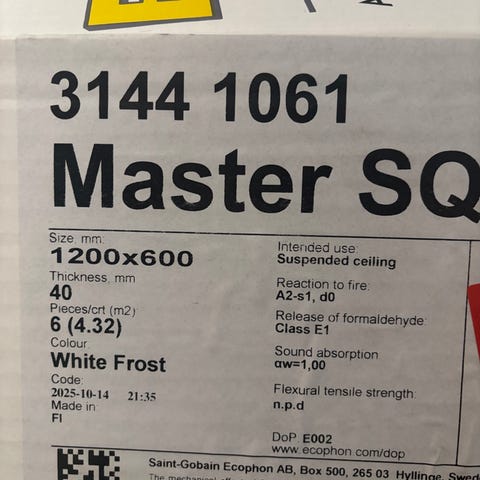 3144 1061
Master SQ
Size, mm:
1200x600
Thickness, mm
40
Pieces/crt (m2)
6 (4.32)
Colour
White Frost
Code:
2025-10-14 21:35
Made in
FI
Intended use:
Suspended ceiling
Reaction to fire:
A2-s1, d0
Release of formaldehyde:
Class E1
Sound absorption
αw=1,00
Flexural tensile strength:
n.p.d
DoP E002
www.ecophon.com/dop
Saint-Gobain Ecophon AB, Box 500, 265 03 Hyllinge, Swed
The mechanical